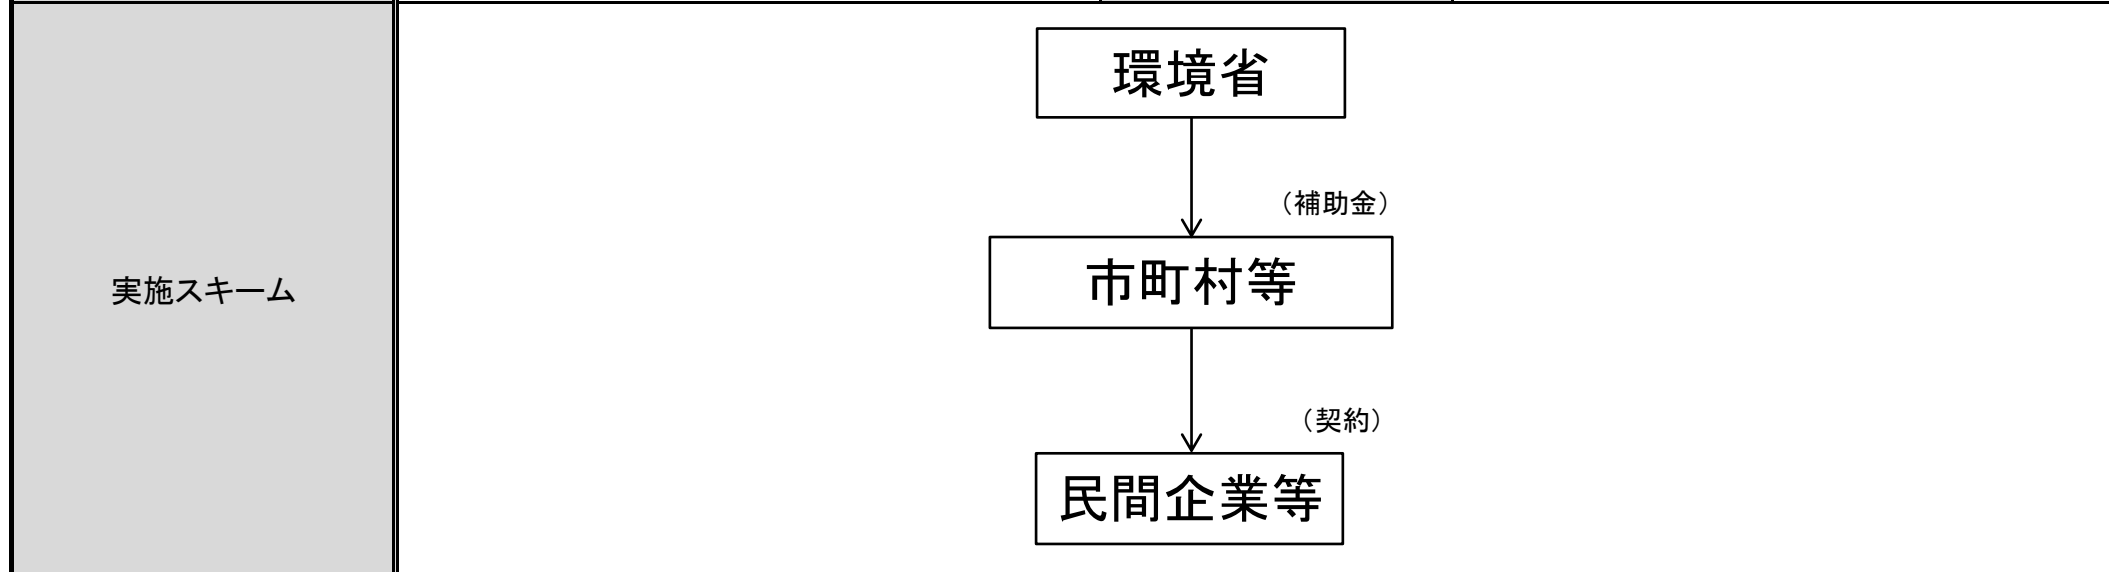 実施スキーム
環境省
（補助金）
市町村等
（契約）
民間企業等